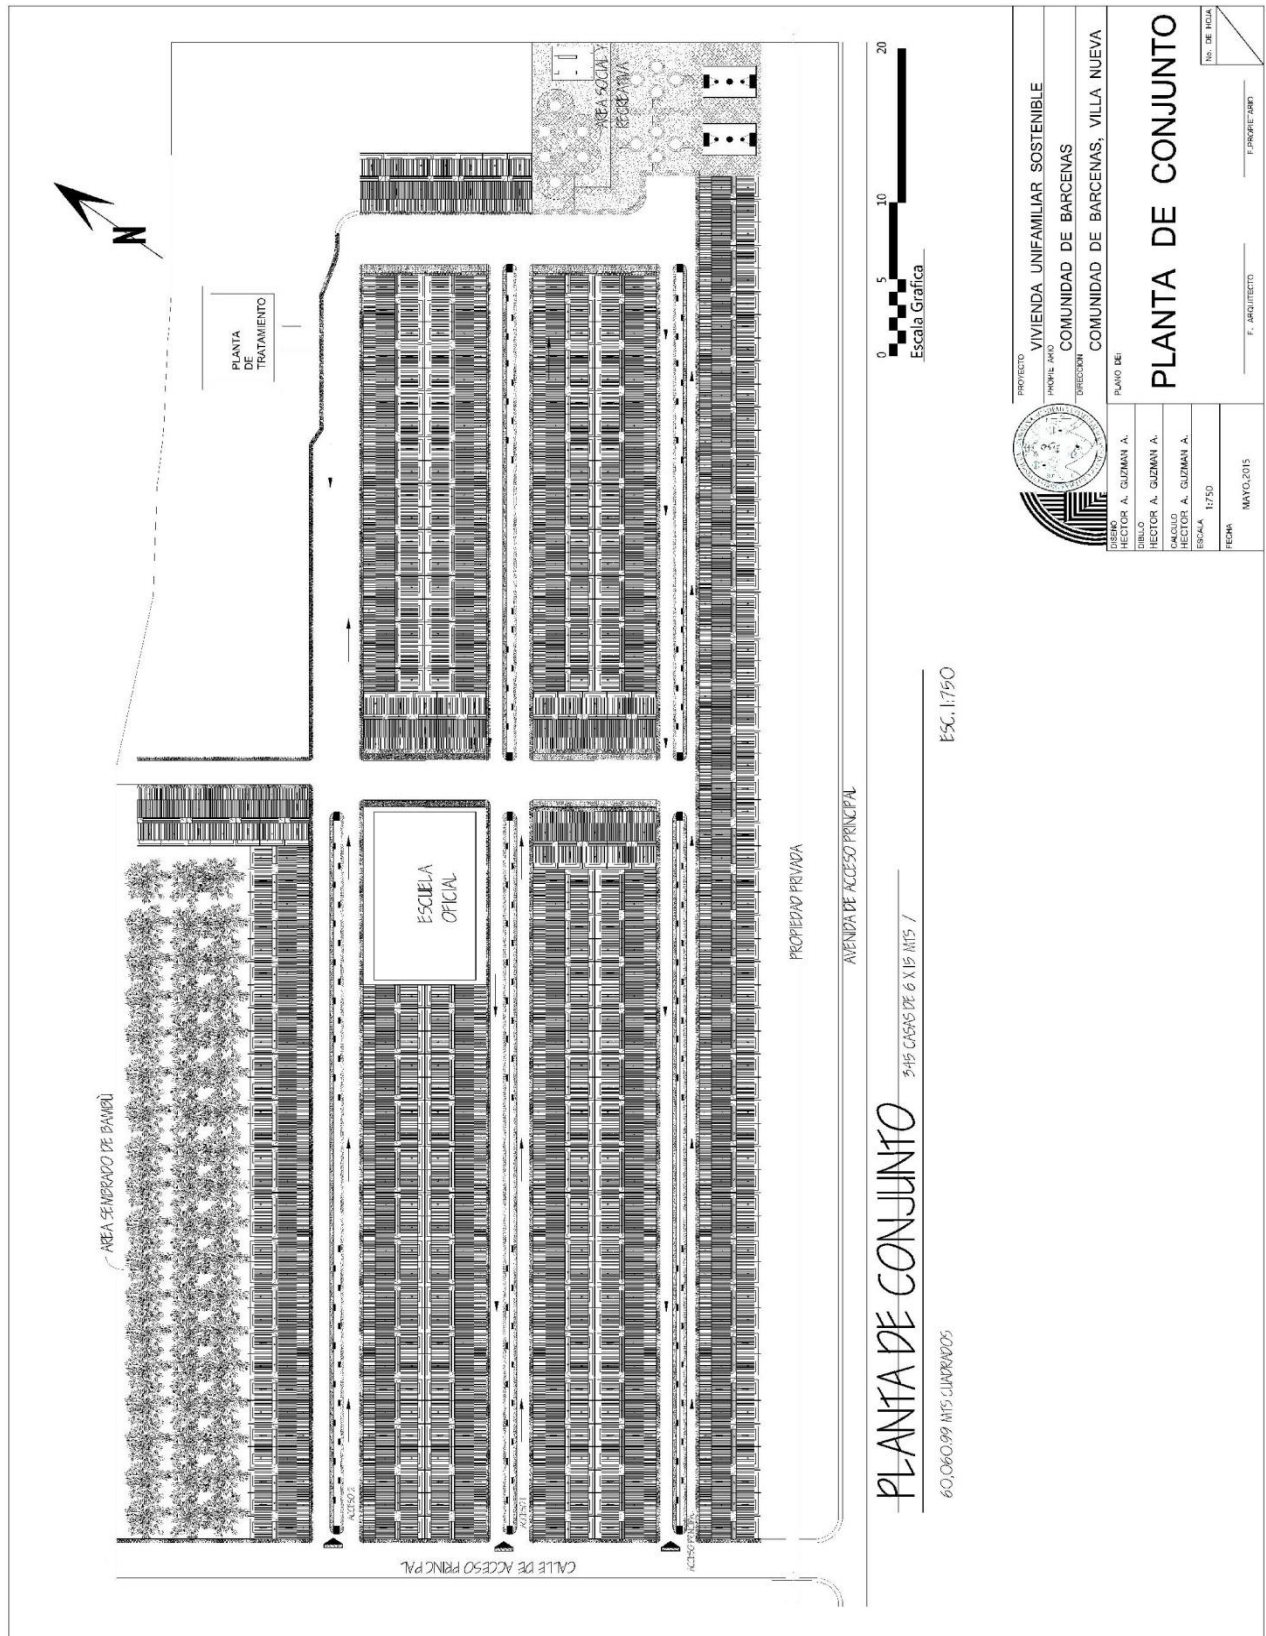 AREA SEMBRADO DE BAMBÙ
PLANTA
DE
TRATAMIENTO
N
AREA SOCIAL Y
RECREATIVA
ESCUELA
OFICIAL
ACCESO 2
ACCESO 1
ACCESO PRINCIPAL
CALLE DE ACCESO PRINCIPAL
PROPIEDAD PRIVADA
AVENIDA DE ACCESO PRINCIPAL
0 5 10 20
Escala Grafica
PLANTA DE CONJUNTO
345 CASAS DE 6 X 15 MTS /
60,060.99 MTS CUADRADOS
ESC. 1:750
PROYECTO
VIVIENDA UNIFAMILIAR SOSTENIBLE
COMUNIDAD DE BARCENAS
DIRECCION
COMUNIDAD DE BARCENAS, VILLA NUEVA
DISEÑO
HECTOR A. GUZMAN A.
DIBUJO
HECTOR A. GUZMAN A.
CALCULO
HECTOR A. GUZMAN A.
ESCALA
1:750
FECHA
MAYO,2015
PLANO DE:
PLANTA DE CONJUNTO
F. ARQUITECTO
F.PROPIETARIO
No. DE HOJA